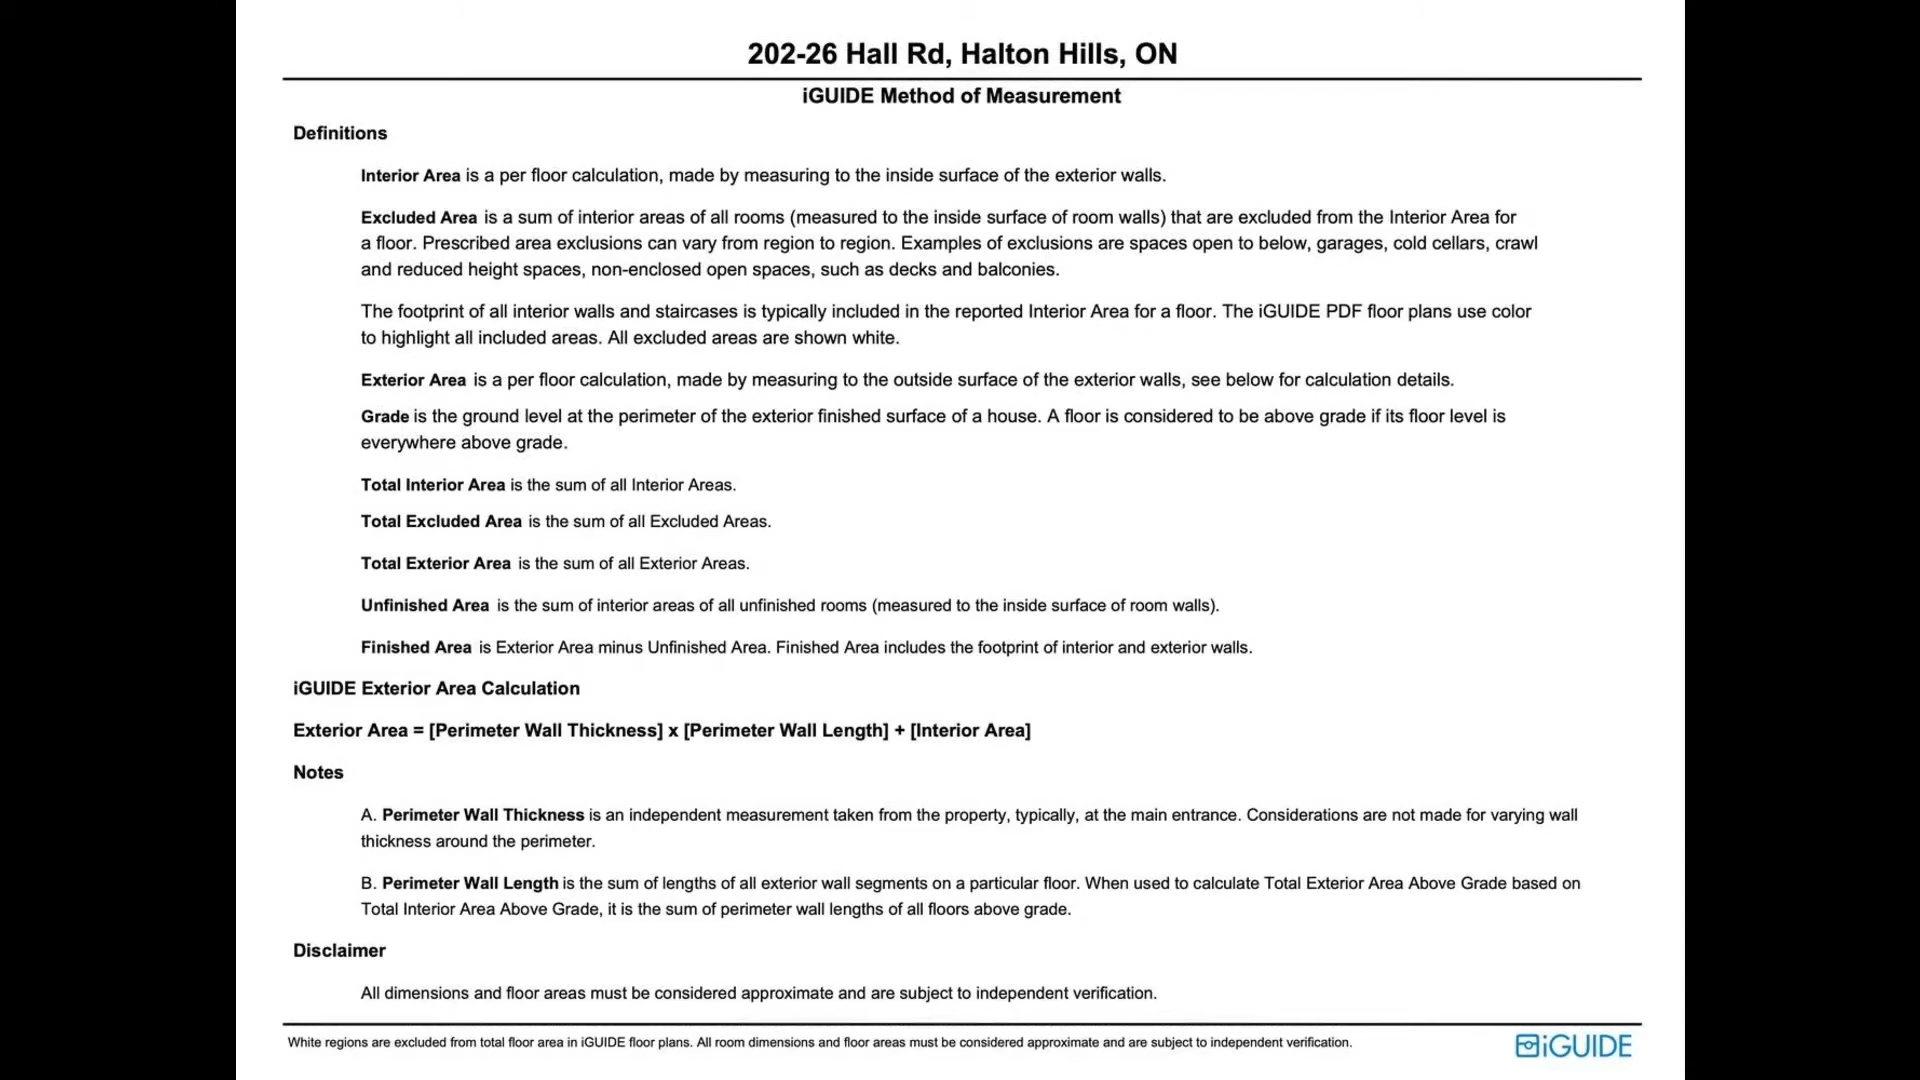 202-26 Hall Rd, Halton Hills, ON
iGUIDE Method of Measurement
Definitions
Interior Area is a per floor calculation, made by measuring to the inside surface of the exterior walls.
Excluded Area is a sum of interior areas of all rooms (measured to the inside surface of room walls) that are excluded from the Interior Area for
a floor. Prescribed area exclusions can vary from region to region. Examples of exclusions are spaces open to below, garages, cold cellars, crawl
and reduced height spaces, non-enclosed open spaces, such as decks and balconies.
The footprint of all interior walls and staircases is typically included in the reported Interior Area for a floor. The iGUIDE PDF floor plans use color
to highlight all included areas. All excluded areas are shown white.
Exterior Area is a per floor calculation, made by measuring to the outside surface of the exterior walls, see below for calculation details.
Grade is the ground level at the perimeter of the exterior finished surface of a house. A floor is considered to be above grade if its floor level is
everywhere above grade.
Total Interior Area is the sum of all Interior Areas.
Total Excluded Area is the sum of all Excluded Areas.
Total Exterior Area is the sum of all Exterior Areas.
Unfinished Area is the sum of interior areas of all unfinished rooms (measured to the inside surface of room walls).
Finished Area is Exterior Area minus Unfinished Area. Finished Area includes the footprint of interior and exterior walls.
iGUIDE Exterior Area Calculation
Exterior Area = [Perimeter Wall Thickness] x [Perimeter Wall Length] + [Interior Area]
Notes
A. Perimeter Wall Thickness is an independent measurement taken from the property, typically, at the main entrance. Considerations are not made for varying wall
thickness around the perimeter.
B. Perimeter Wall Length is the sum of lengths of all exterior wall segments on a particular floor. When used to calculate Total Exterior Area Above Grade based on
Total Interior Area Above Grade, it is the sum of perimeter wall lengths of all floors above grade.
Disclaimer
All dimensions and floor areas must be considered approximate and are subject to independent verification.
White regions are excluded from total floor area in iGUIDE floor plans. All room dimensions and floor areas must be considered approximate and are subject to independent verification.
iGUIDE